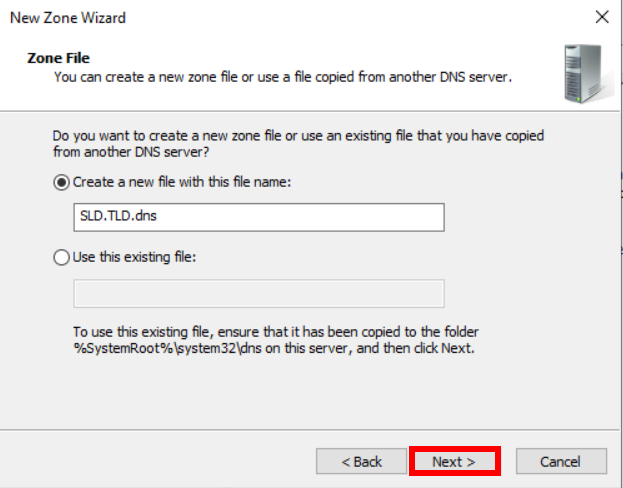 New Zone Wizard
Zone File
You can create a new zone file or use a file copied from another DNS server.
Do you want to create a new zone file or use an existing file that you have copied
from another DNS server?
Create a new file with this file name:
SLD.TLD.dns
Use this existing file:
To use this existing file, ensure that it has been copied to the folder
%SystemRoot%\system32\dns on this server, and then click Next.
< Back
Next >
Cancel